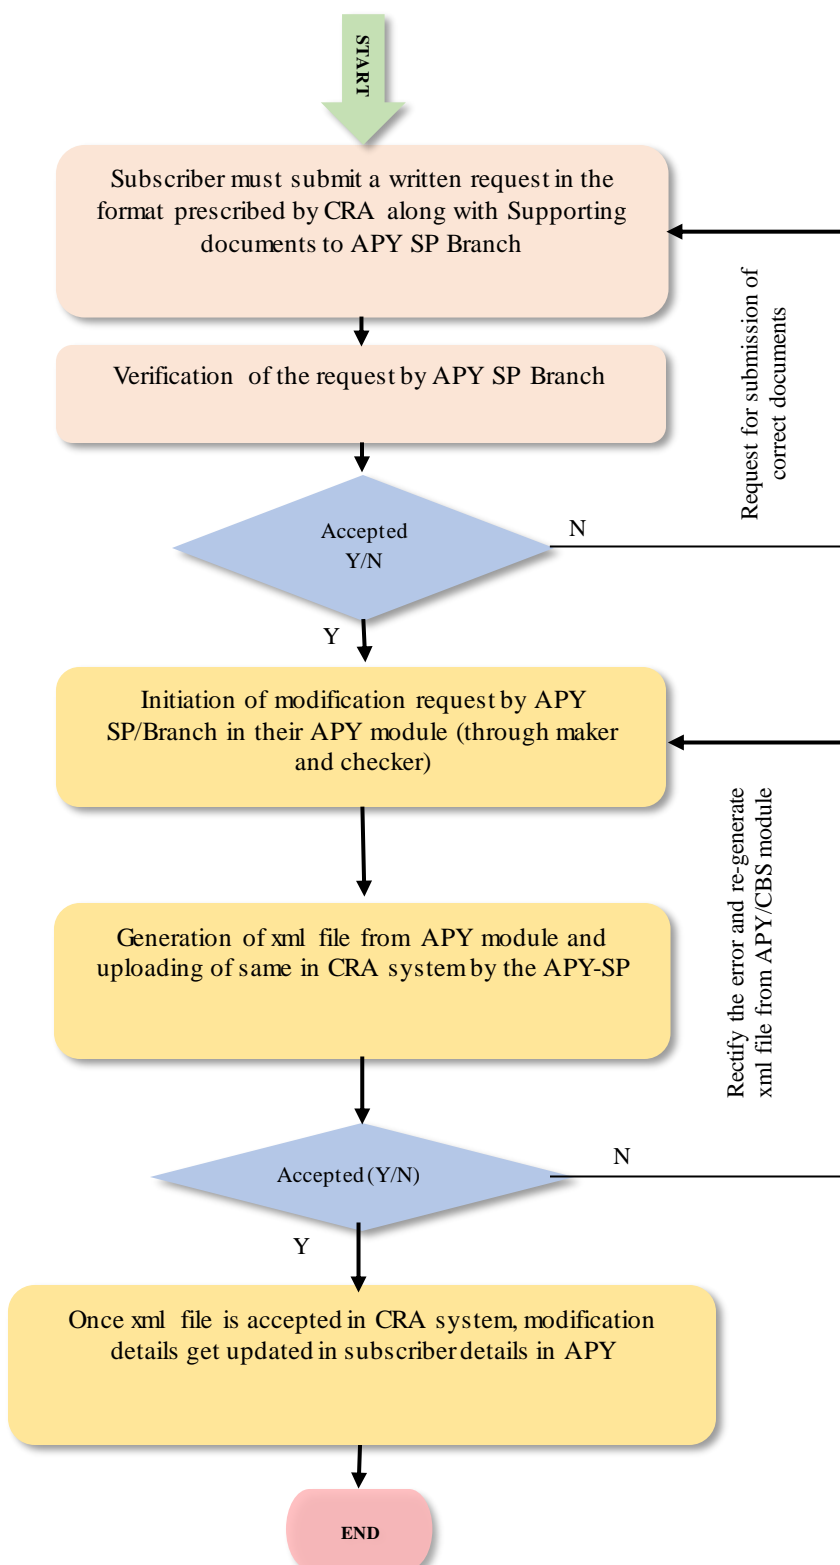 START
Subscriber must submit a written request in the
format prescribed by CRA along with Supporting
documents to APY SP Branch
Request for submission of
correct documents
Verification of the request by APY SP Branch
Accepted
Y/N
N
Y
Initiation of modification request by APY
SP/Branch in their APY module (through maker
and checker)
Rectify the error and re-generate
xml file from APY/CBS module
Generation of xml file from APY module and
uploading of same in CRA system by the APY-SP
Accepted (Y/N)
N
Y
Once xml file is accepted in CRA system, modification
details get updated in subscriber details in APY
END